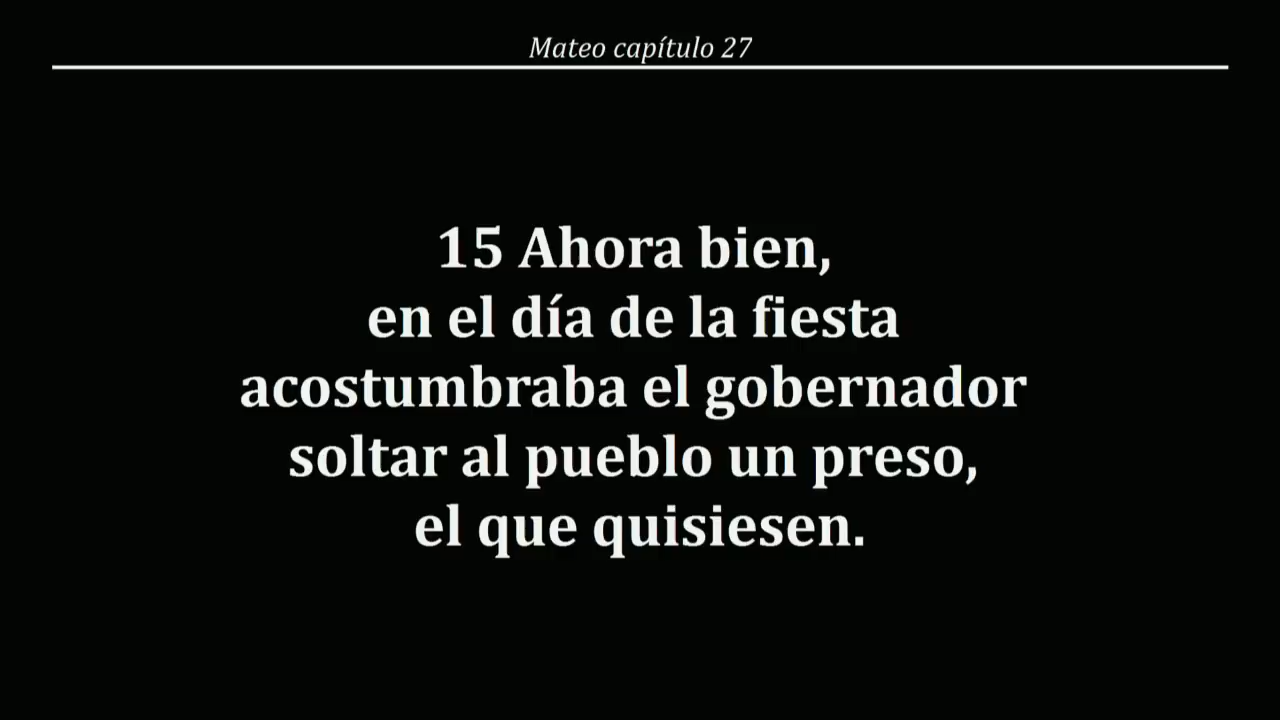 Mateo capítulo 27
15 Ahora bien,
en el día de la fiesta
acostumbraba el gobernador
soltar al pueblo un preso,
el que quisiesen.